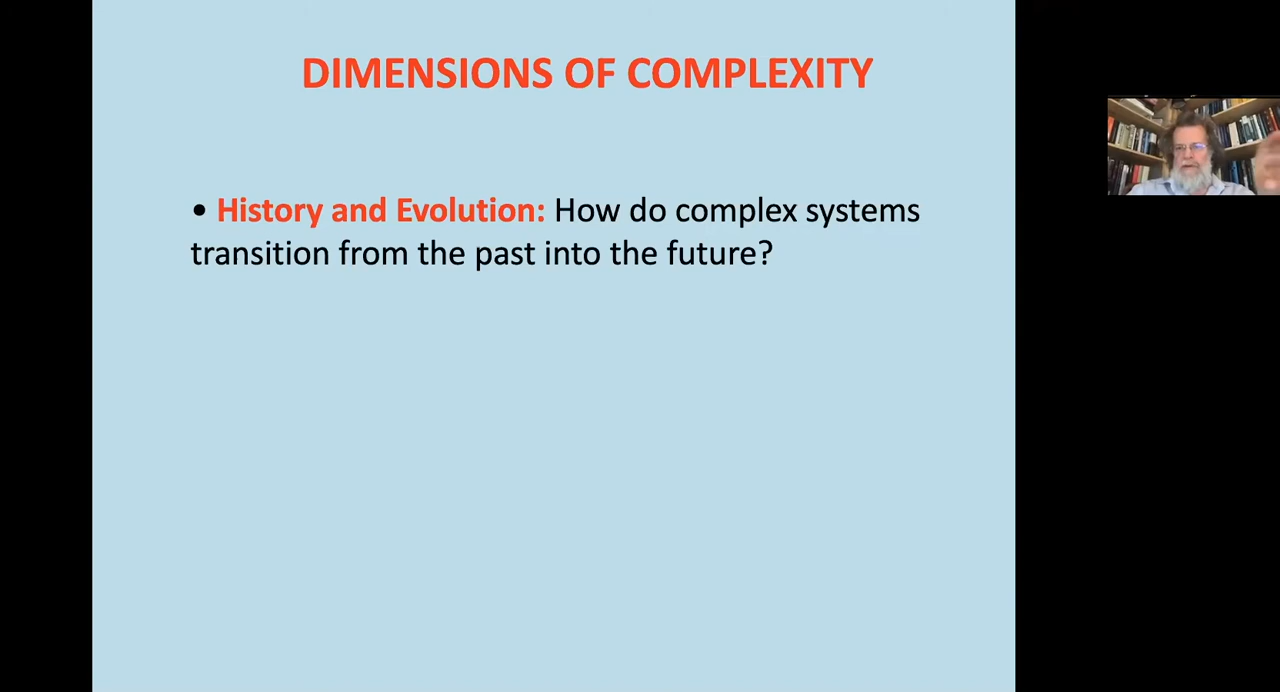 DIMENSIONS OF COMPLEXITY
• History and Evolution: How do complex systems
transition from the past into the future?